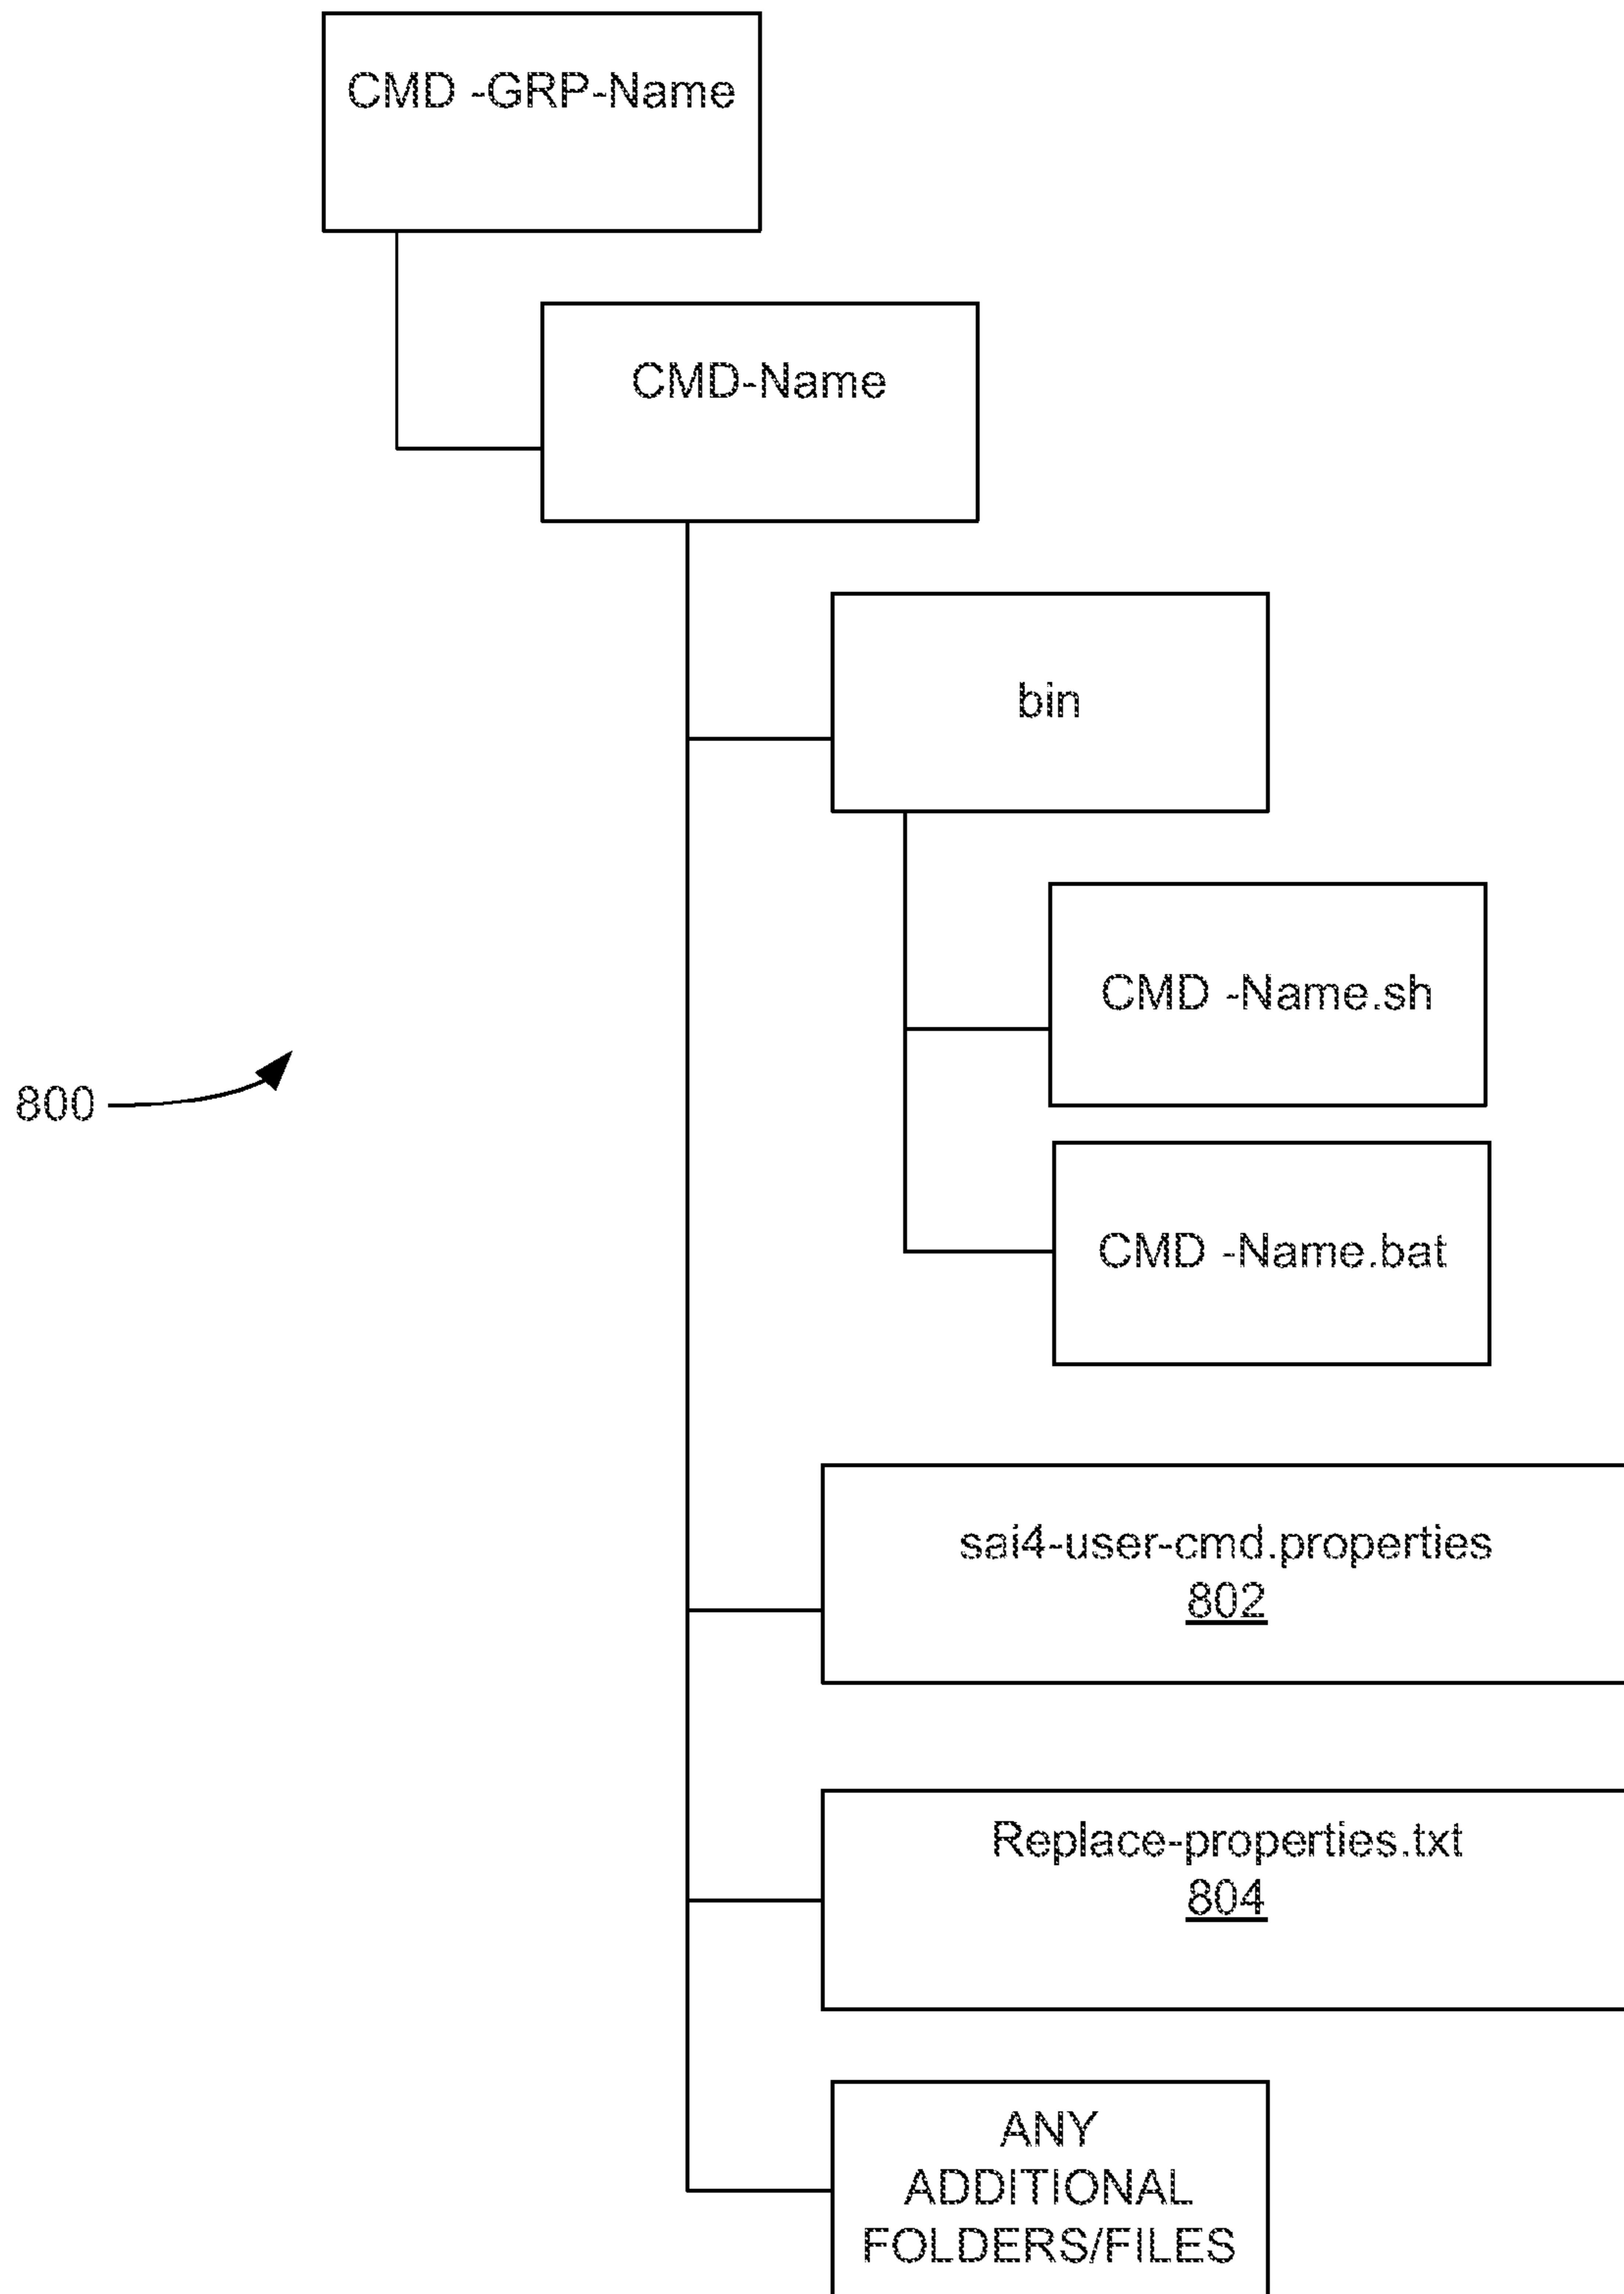 CMD -GRP-Name
CMD-Name
bin
CMD -Name.sh
800
CMD -Name.bat
sai4-user-cmd.properties
802
Replace-properties.txt
804
ANY
ADDITIONAL
FOLDERS/FILES